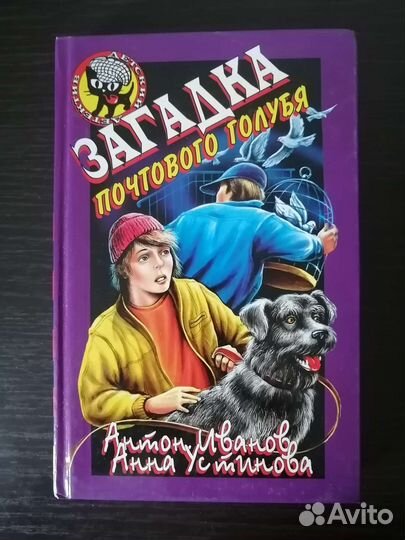 ДЕТСКИЙ
ДЕТЕКТИВ
ЗАГАДКА
ПОЧТОВОГО ГОЛУБЯ
Антон Иванов
Анна Устинова
Avito